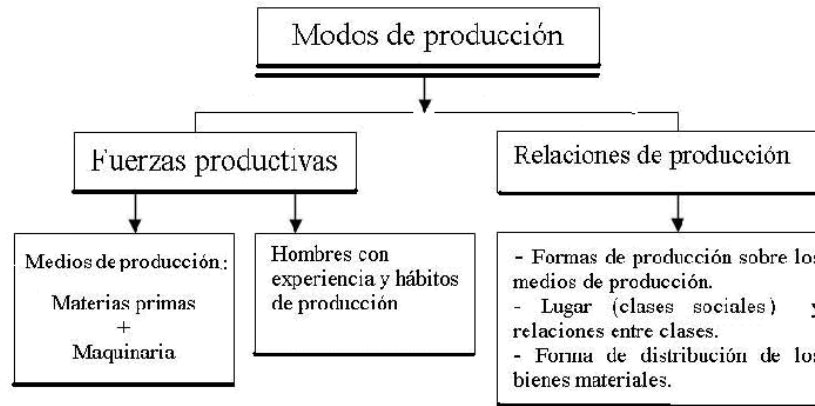 Modos de producción
Fuerzas productivas
Relaciones de producción
Medios de producción:
Materias primas
+
Maquinaria
Hombres con
experiencia y hábitos
de producción
- Formas de producción sobre los
medios de producción.
- Lugar (clases sociales) y
relaciones entre clases.
- Forma de distribución de los
bienes materiales.